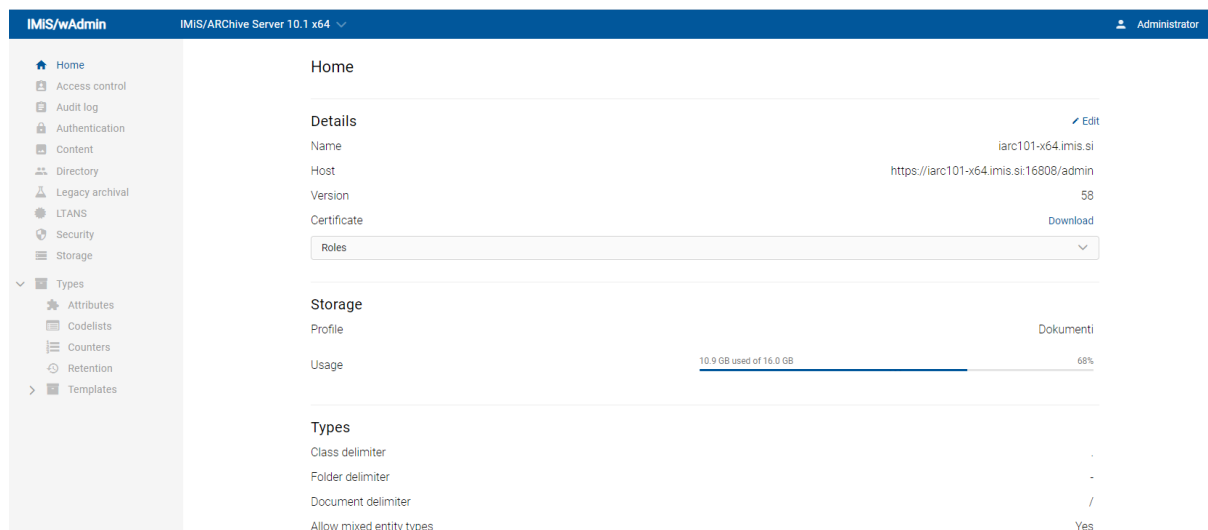 IMiS/wAdmin
IMiS/ARChive Server 10.1 x64
Administrator
Home
Access control
Audit log
Authentication
Content
Directory
Legacy archival
LTANS
Security
Storage
Types
Attributes
Codelists
Counters
Retention
Templates
Home
Details Edit
Name iarc101-x64.imis.si
Host https://iarc101-x64.imis.si:16808/admin
Version 58
Certificate Download
Roles
Storage
Profile Dokumenti
Usage 10.9 GB used of 16.0 GB 68%
Types
Class delimiter .
Folder delimiter -
Document delimiter /
Allow mixed entity types Yes